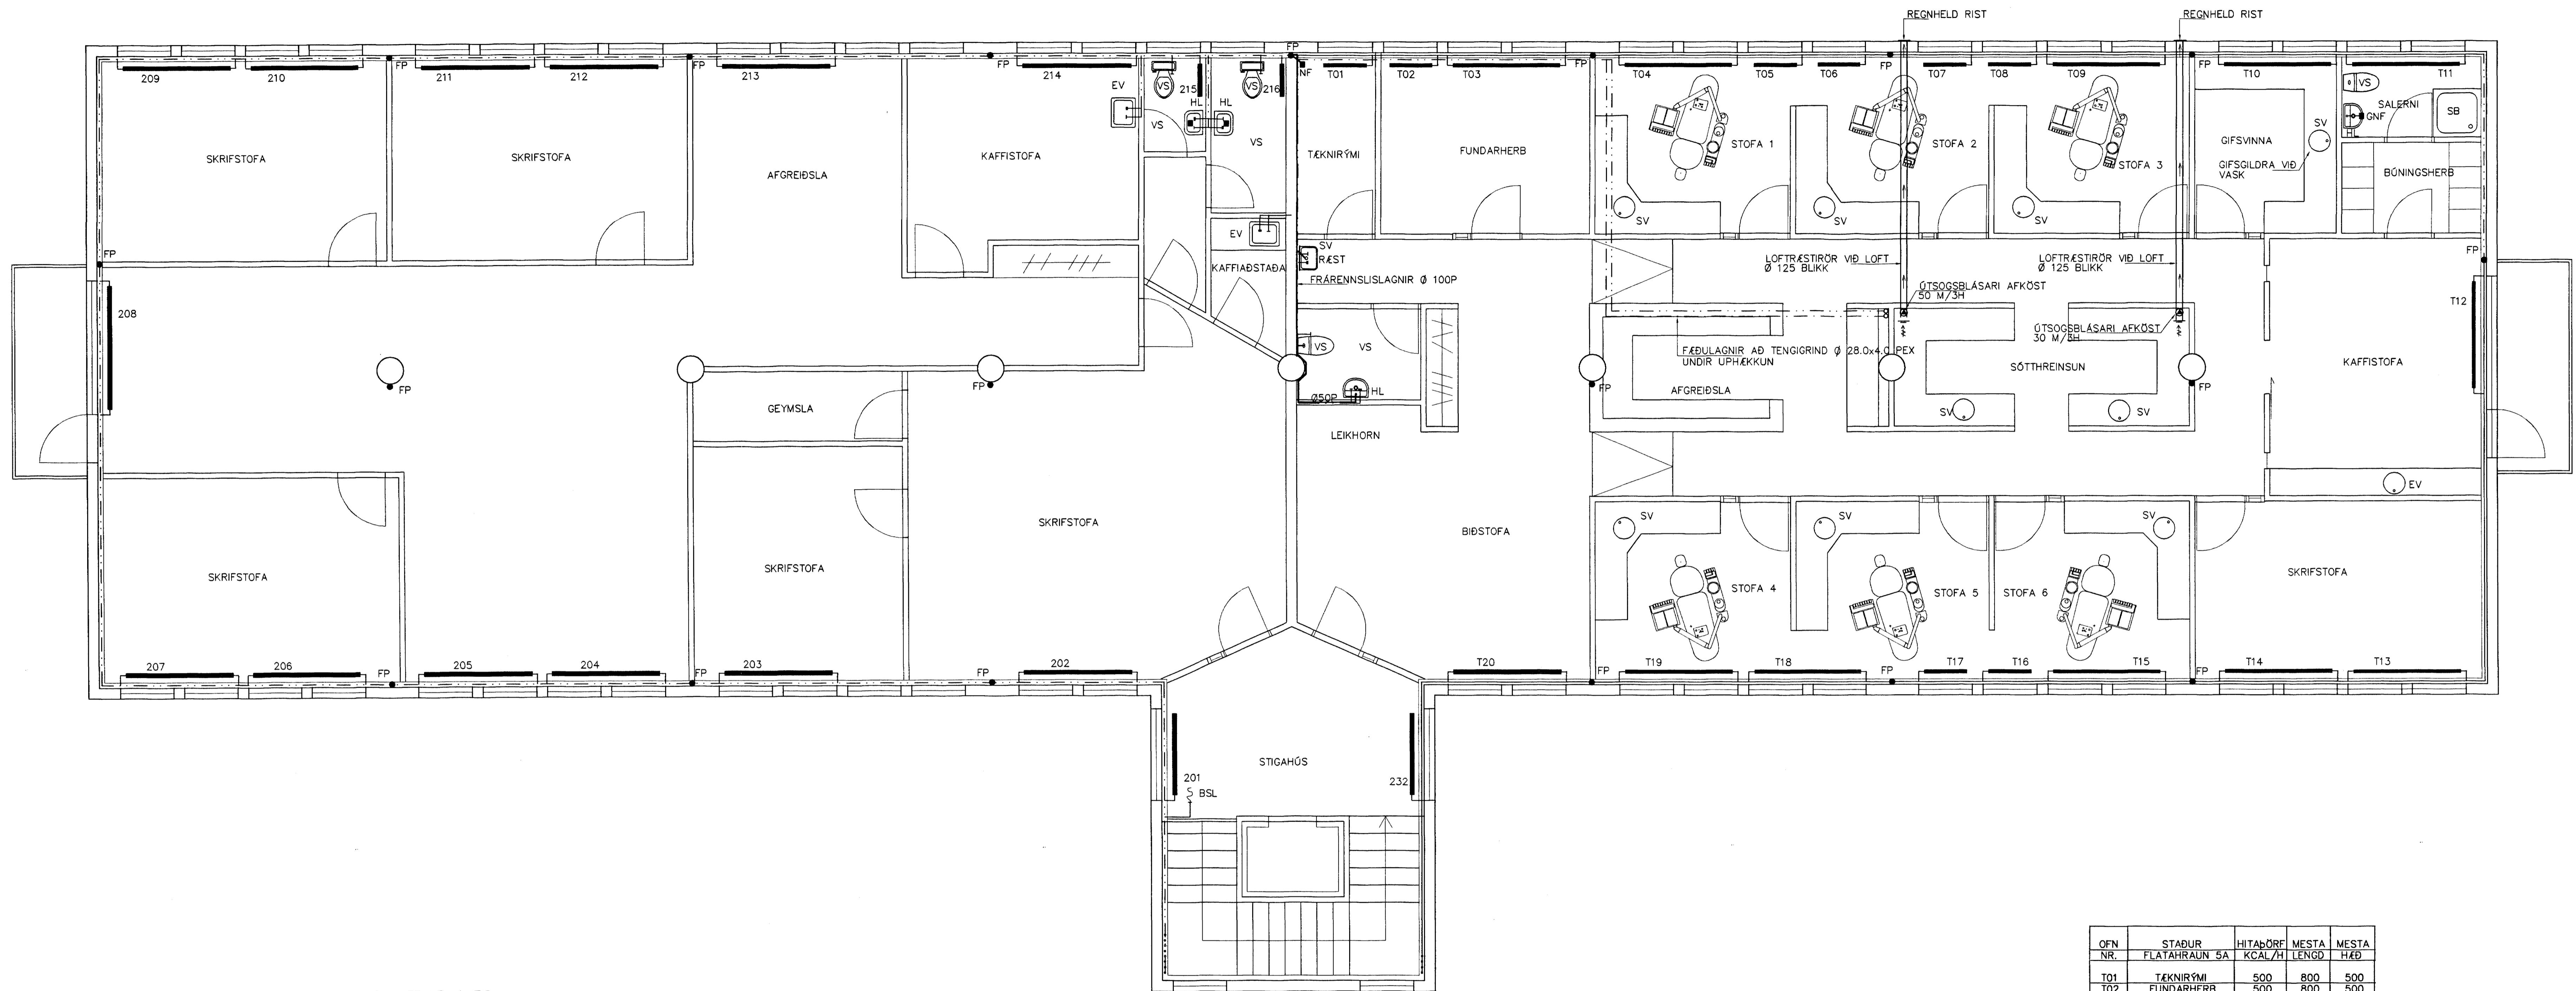 REGNHELD RIST
REGNHELD RIST
209
210
FP
211
212
FP
213
FP
214
EV
VS
215
HL
HL
VS
216
VS
VS
FP
NF
T01
T02
T03
FP
T04
T05
T06
FP
T07
T08
T09
FP
T10
T11
VS
SALERNI
GNF
SB
SKRIFSTOFA
SKRIFSTOFA
AFGREIÐSLA
KAFFISTOFA
TÆKNIRÝMI
FUNDARHERB
STOFA 1
STOFA 2
STOFA 3
GIFSVINNA
SV
GIFSGILDRA VIÐ
VASK
BÚNINGSHERB
SV
SV
SV
EV
KAFFIAÐSTAÐA
SV
RÆST
FRÁRENNSLISLAGNIR Ø 100P
LOFTRÆSTIRÖR VIÐ LOFT
Ø 125 BLIKK
LOFTRÆSTIRÖR VIÐ LOFT
Ø 125 BLIKK
FP
FP
208
ÚTSOGSBLÁSARI AFKÖST
50 M/3H
ÚTSOGSBLÁSARI AFKÖST
30 M/3H
T12
VS
VS
FÆÐULAGNIR AÐ TENGIGRIND Ø 28.0x4.0 PEX
UNDIR UPHÆKKUN
SÓTTHREINSUN
KAFFISTOFA
FP
FP
HL
Ø50P
FP
AFGREIÐSLA
FP
GEYMSLA
SV
SV
LEIKHORN
EV
SKRIFSTOFA
SKRIFSTOFA
SKRIFSTOFA
BIÐSTOFA
SV
SV
SV
STOFA 4
STOFA 5
STOFA 6
SKRIFSTOFA
207
206
FP
205
204
FP
203
FP
202
T20
FP
T19
T18
FP
T17
T16
T15
FP
T14
T13
STIGAHÚS
201
BSL
232
OFN STAÐUR HITAÞÖRF MESTA MESTA
NR. FLATAHRAUN 5A KCAL/H LENGD HÆÐ
T01 TÆKNIRÝMI 500 800 500
T02 FUNDARHERB 500 800 500